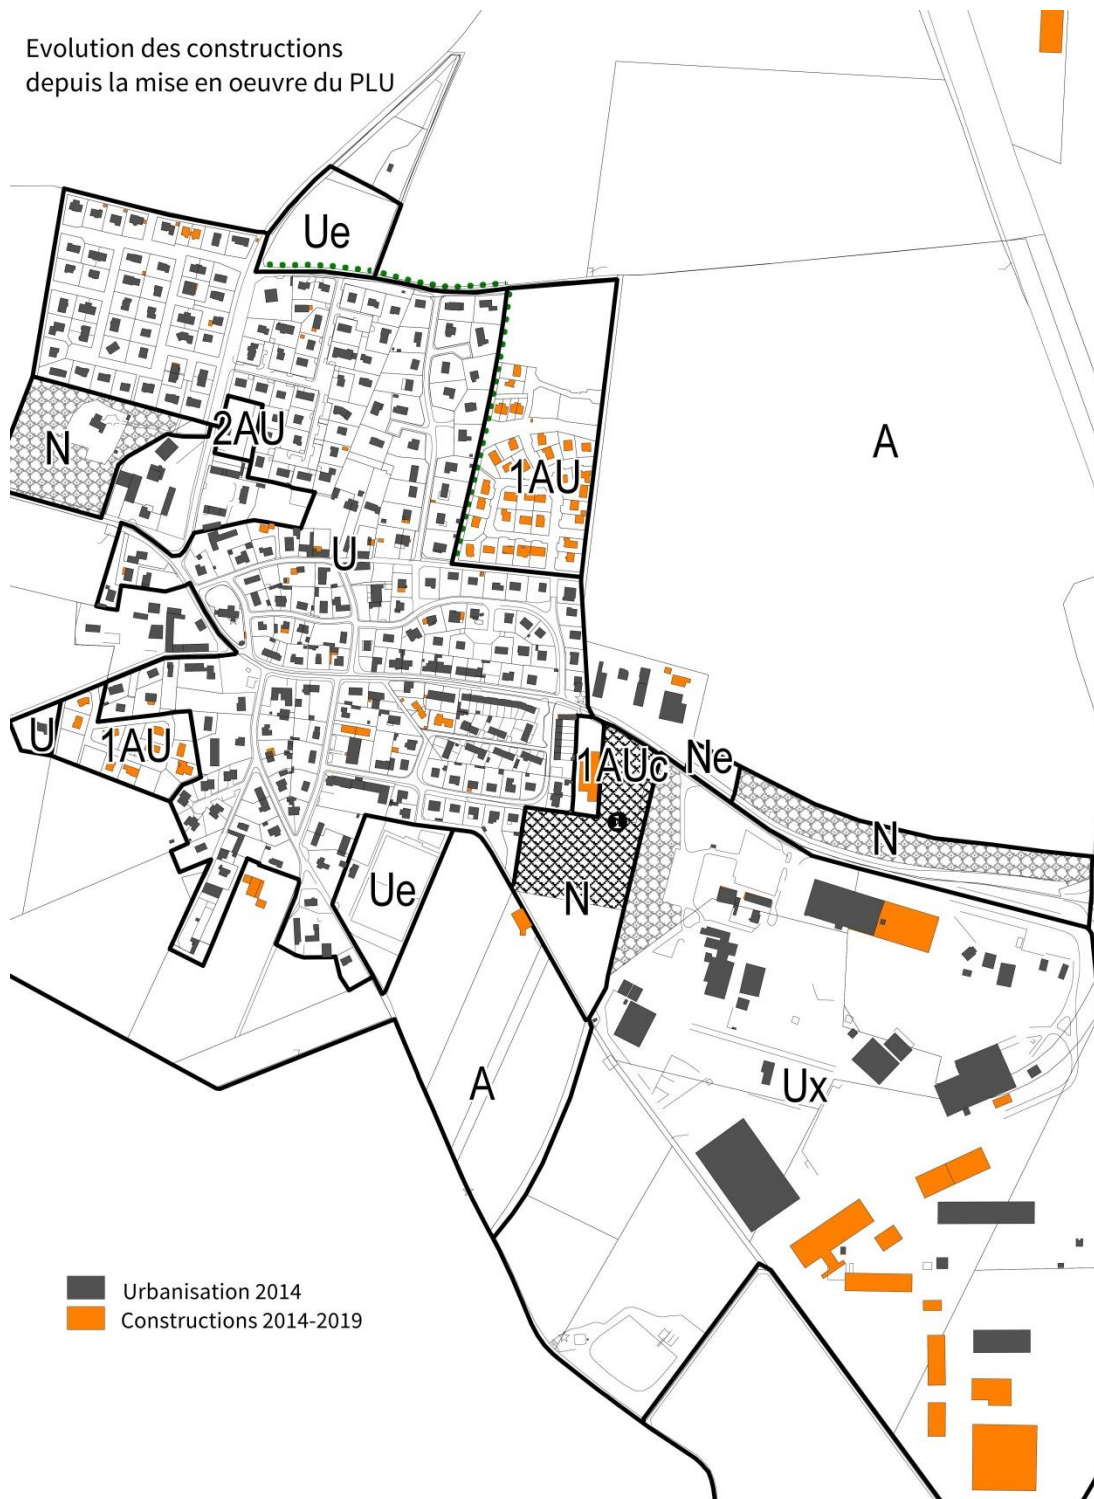 Evolution des constructions
depuis la mise en oeuvre du PLU
Ue
2AU
N
1AU
A
U
U
1AU
1AUc
Ne
N
Ue
N
A
Ux
Urbanisation 2014
Constructions 2014-2019